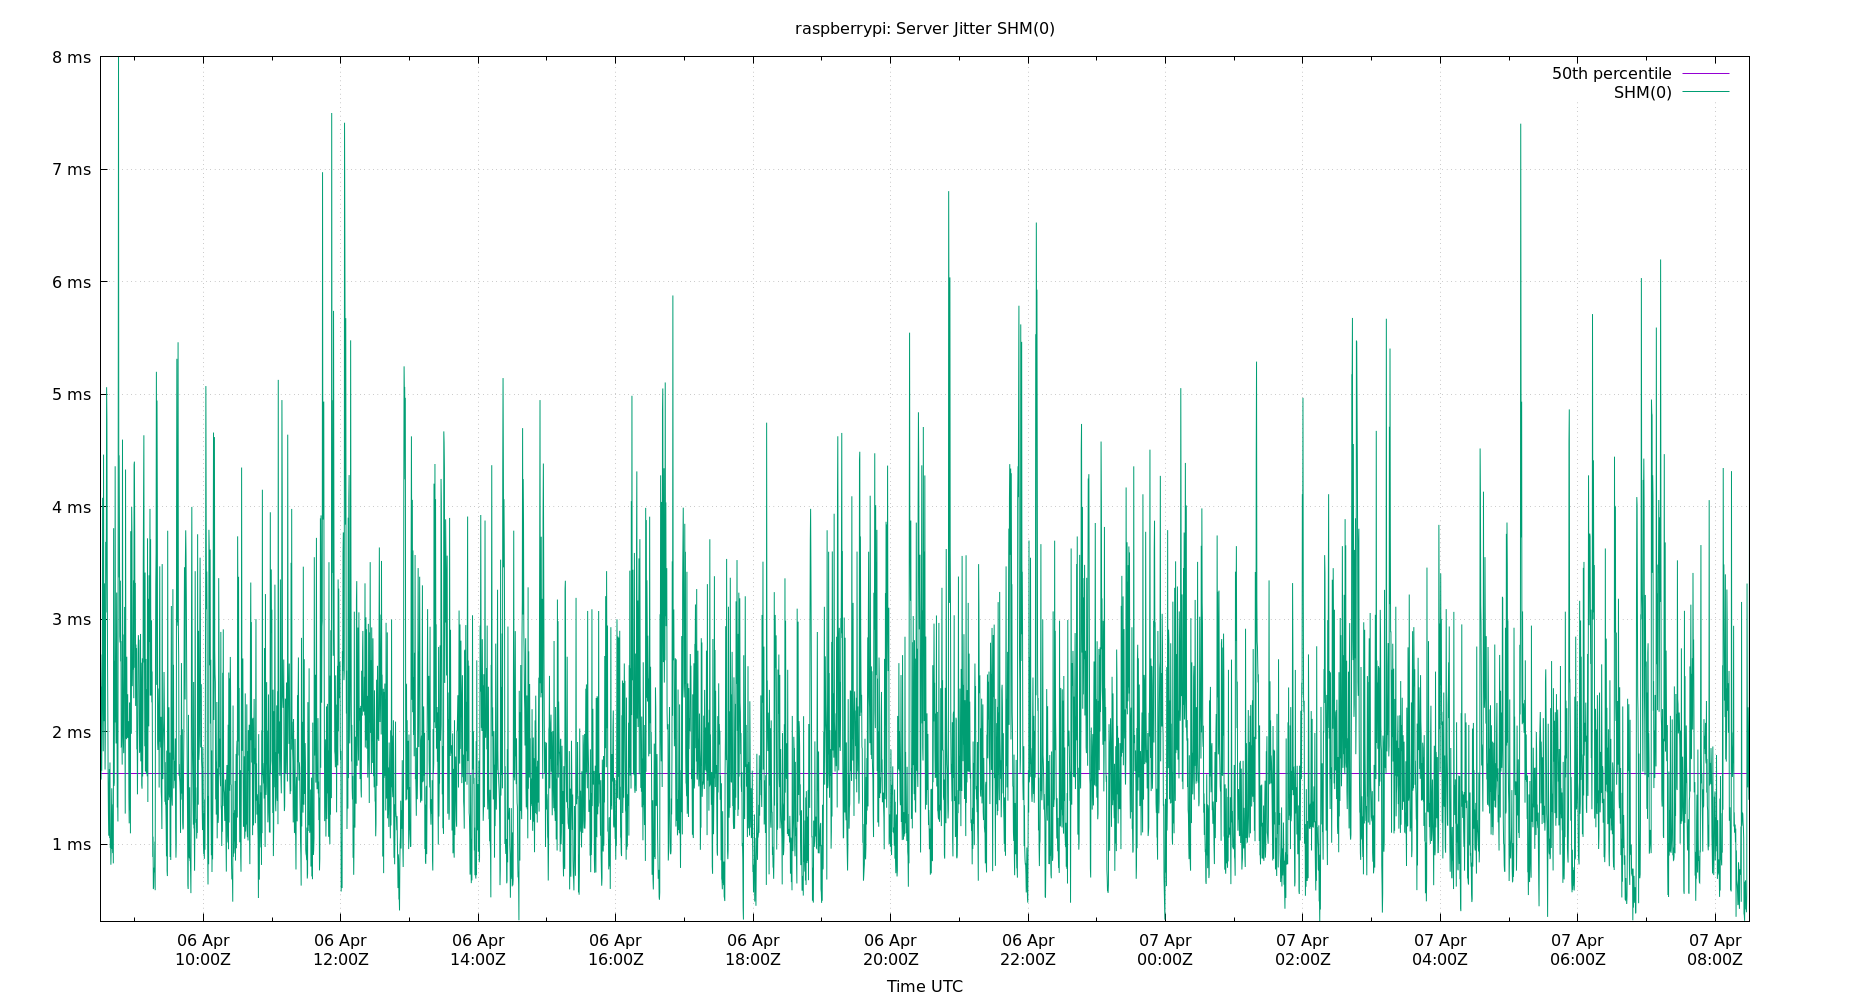 raspberrypi: Server Jitter SHM(0)
8 ms
7 ms
6 ms
5 ms
4 ms
3 ms
2 ms
1 ms
50th percentile
SHM(0)
06 Apr 10:00Z
06 Apr 12:00Z
06 Apr 14:00Z
06 Apr 16:00Z
06 Apr 18:00Z
06 Apr 20:00Z
06 Apr 22:00Z
07 Apr 00:00Z
07 Apr 02:00Z
07 Apr 04:00Z
07 Apr 06:00Z
07 Apr 08:00Z
Time UTC